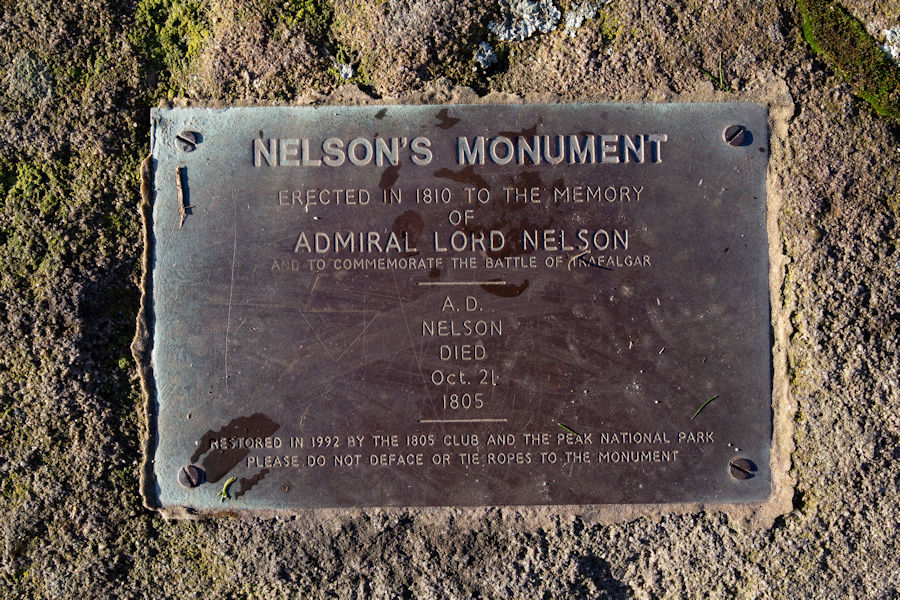 NELSON'S MONUMENT
ERECTED IN 1810 TO THE MEMORY
OF
ADMIRAL LORD NELSON
AND TO COMMEMORATE THE BATTLE OF TRAFALGAR
A.D.
NELSON
DIED
Oct. 21.
1805
RESTORED IN 1992 BY THE 1805 CLUB AND THE PEAK NATIONAL PARK
PLEASE DO NOT DEFACE OR TIE ROPES TO THE MONUMENT